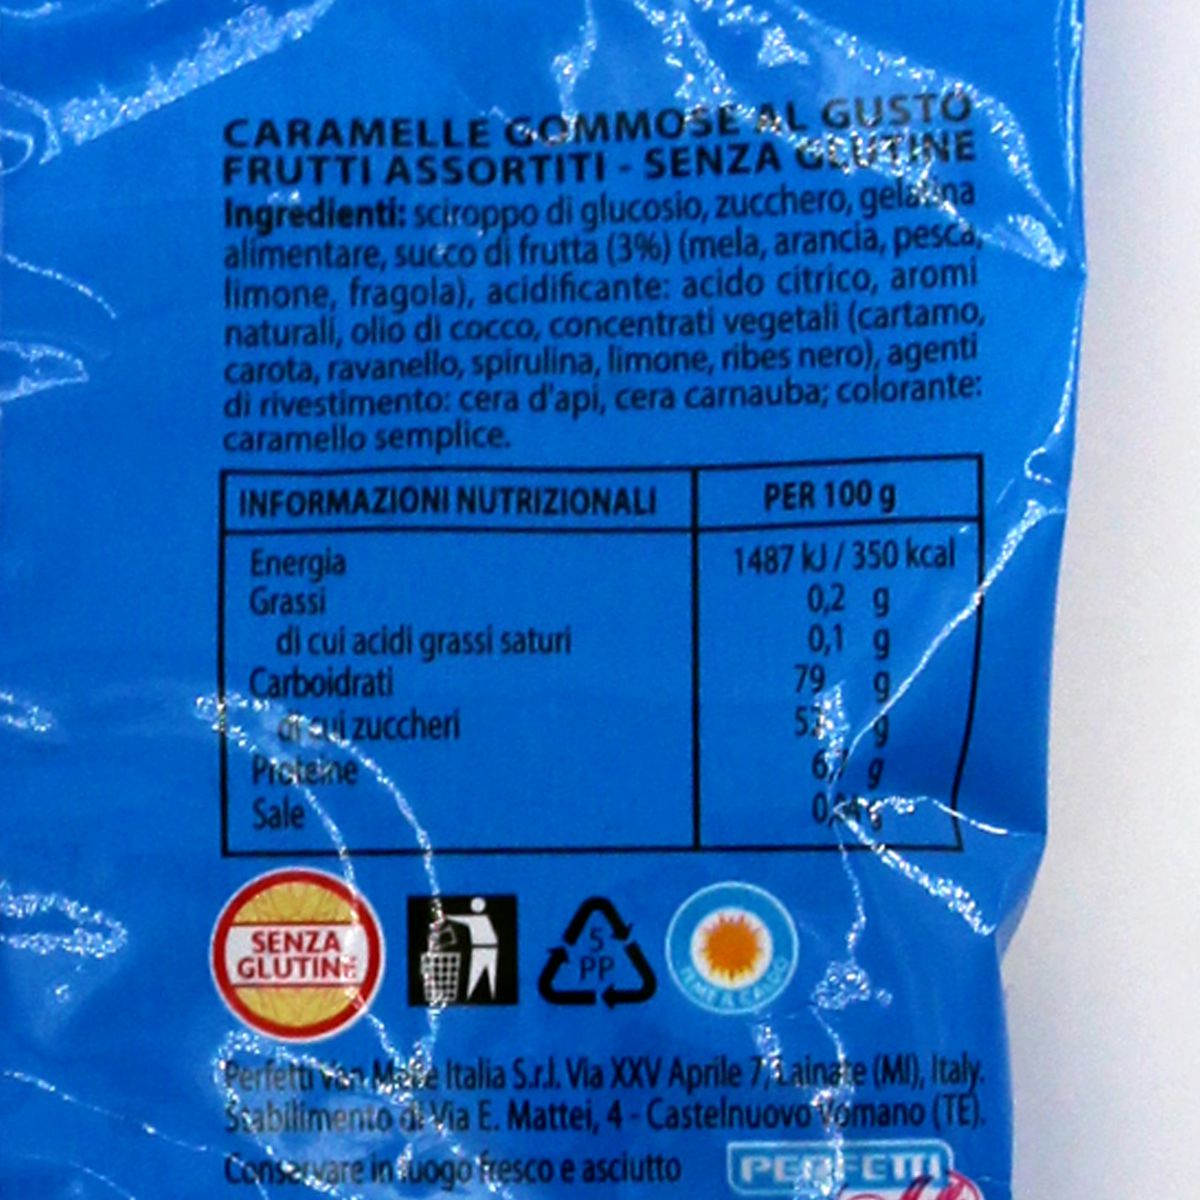 CARAMELLE GOMMOSE AL GUSTO
FRUTTI ASSORTITI - SENZA GLUTINE
Ingredienti: sciroppo di glucosio, zucchero, gelatina
alimentare, succo di frutta (3%) (mela, arancia, pesca,
limone, fragola), acidificante: acido citrico, aromi
naturali, olio di cocco, concentrati vegetali (cartamo,
carota, ravanello, spirulina, limone, ribes nero), agenti
di rivestimento: cera d'api, cera carnauba; colorante:
caramello semplice.
INFORMAZIONI NUTRIZIONALI PER 100 g
Energia 1487 kJ / 350 kcal
Grassi 0,2 g
di cui acidi grassi saturi 0,1 g
Carboidrati 79 g
di cui zuccheri g
Proteine g
Sale g
SENZA
GLUTINE
5
PP
TEME IL CALDO
Perfetti Van Melle Italia S.r.l. Via XXV Aprile 7, Lainate (MI), Italy.
Stabilimento di Via E. Mattei, 4 - Castelnuovo Vomano (TE).
Conservare in luogo fresco e asciutto
PERFETTI